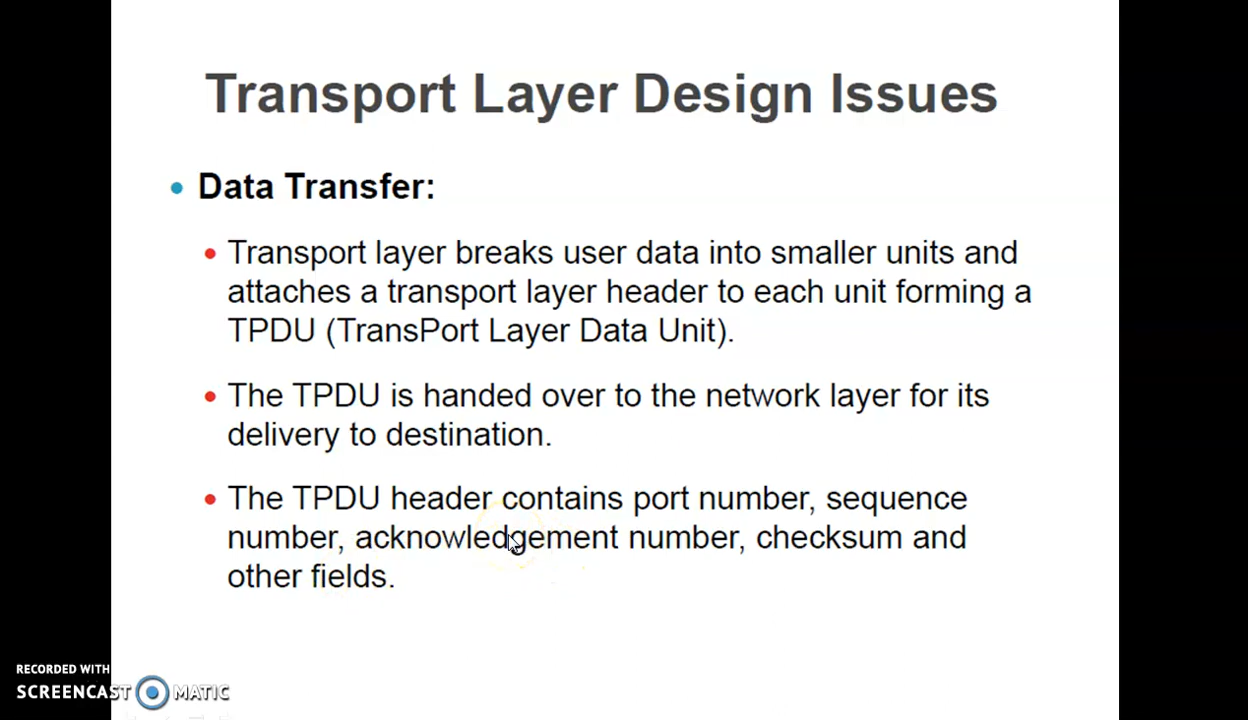 Transport Layer Design Issues
Data Transfer:
Transport layer breaks user data into smaller units and
attaches a transport layer header to each unit forming a
TPDU (TransPort Layer Data Unit).
The TPDU is handed over to the network layer for its
delivery to destination.
The TPDU header contains port number, sequence
number, acknowledgement number, checksum and
other fields.
RECORDED WITH
SCREENCAST MATIC